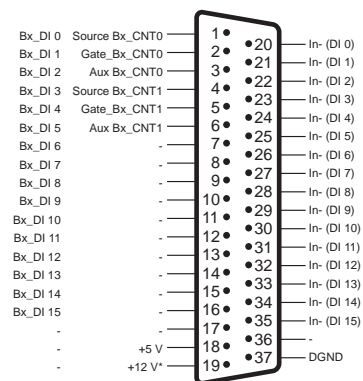 Bx_DI 0 Source Bx_CNT0 1 20 In- (DI 0)
Bx_DI 1 Gate_Bx_CNT0 2 21 In- (DI 1)
Bx_DI 2 Aux Bx_CNT0 3 22 In- (DI 2)
Bx_DI 3 Source Bx_CNT1 4 23 In- (DI 3)
Bx_DI 4 Gate_Bx_CNT1 5 24 In- (DI 4)
Bx_DI 5 Aux Bx_CNT1 6 25 In- (DI 5)
Bx_DI 6 - 7 26 In- (DI 6)
Bx_DI 7 - 8 27 In- (DI 7)
Bx_DI 8 - 9 28 In- (DI 8)
Bx_DI 9 - 10 29 In- (DI 9)
Bx_DI 10 - 11 30 In- (DI 10)
Bx_DI 11 - 12 31 In- (DI 11)
Bx_DI 12 - 13 32 In- (DI 12)
Bx_DI 13 - 14 33 In- (DI 13)
Bx_DI 14 - 15 34 In- (DI 14)
Bx_DI 15 - 16 35 In- (DI 15)
- - 17 36 -
- +5 V 18 37 DGND
- +12 V* 19